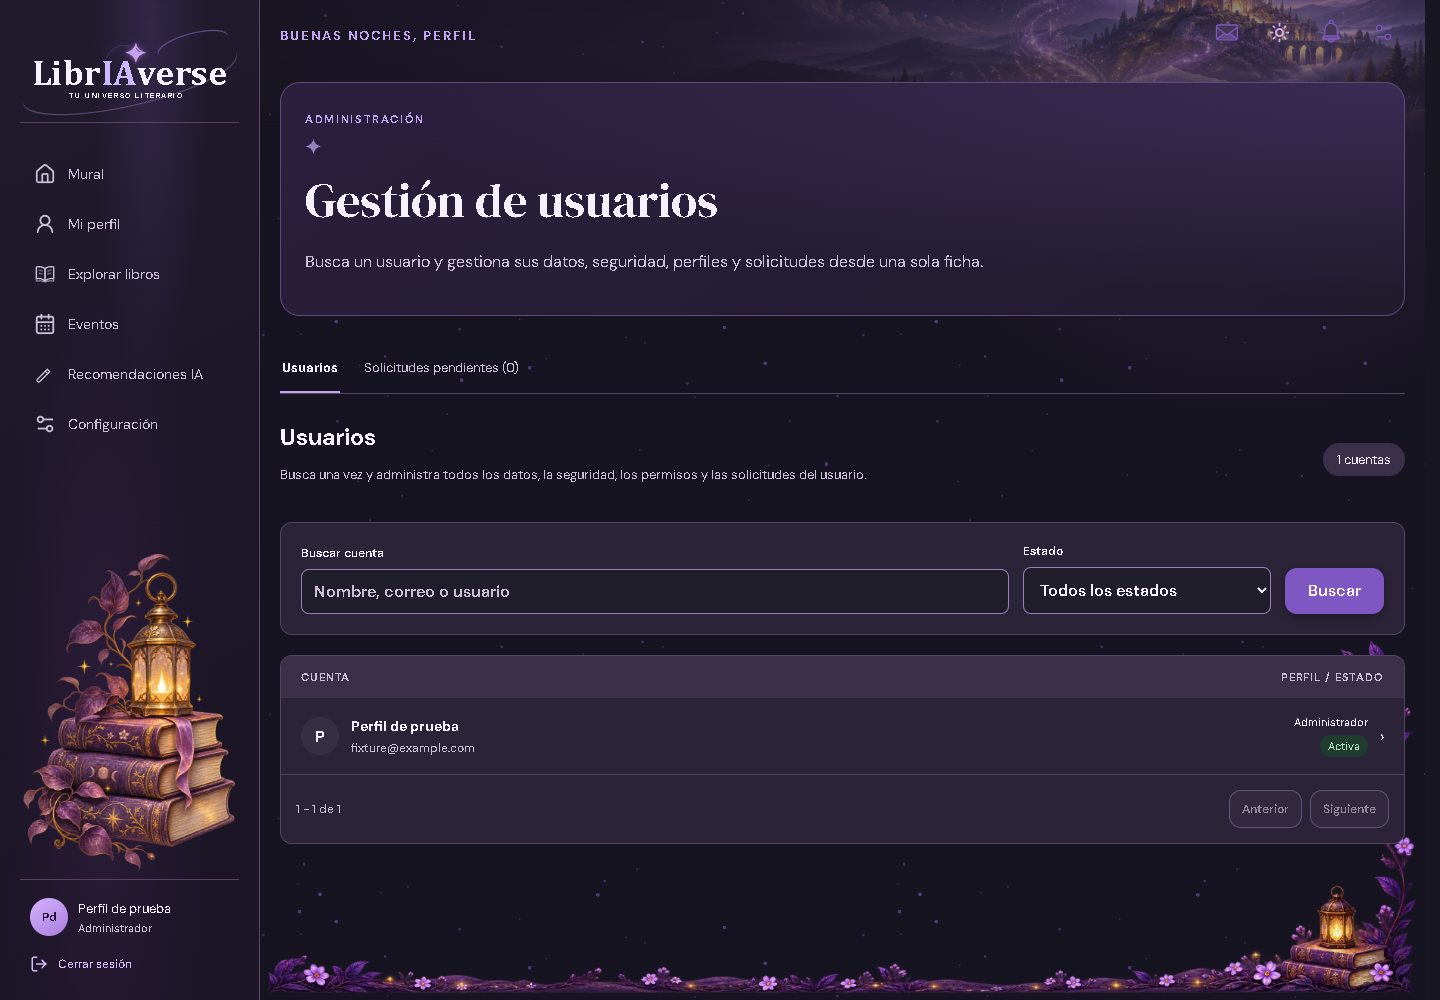 LibrIAverse
TU UNIVERSO LITERARIO
Mural
Mi perfil
Explorar libros
Eventos
Recomendaciones IA
Configuración
Pd
Perfil de prueba
Administrador
Cerrar sesión
BUENAS NOCHES, PERFIL
ADMINISTRACIÓN
Gestión de usuarios
Busca un usuario y gestiona sus datos, seguridad, perfiles y solicitudes desde una sola ficha.
Usuarios
Solicitudes pendientes (0)
Usuarios
Busca una vez y administra todos los datos, la seguridad, los permisos y las solicitudes del usuario.
1 cuentas
Buscar cuenta
Nombre, correo o usuario
Estado
Todos los estados
Buscar
CUENTA
PERFIL / ESTADO
P
Perfil de prueba
fixture@example.com
Administrador
Activa
1–1 de 1
Anterior
Siguiente